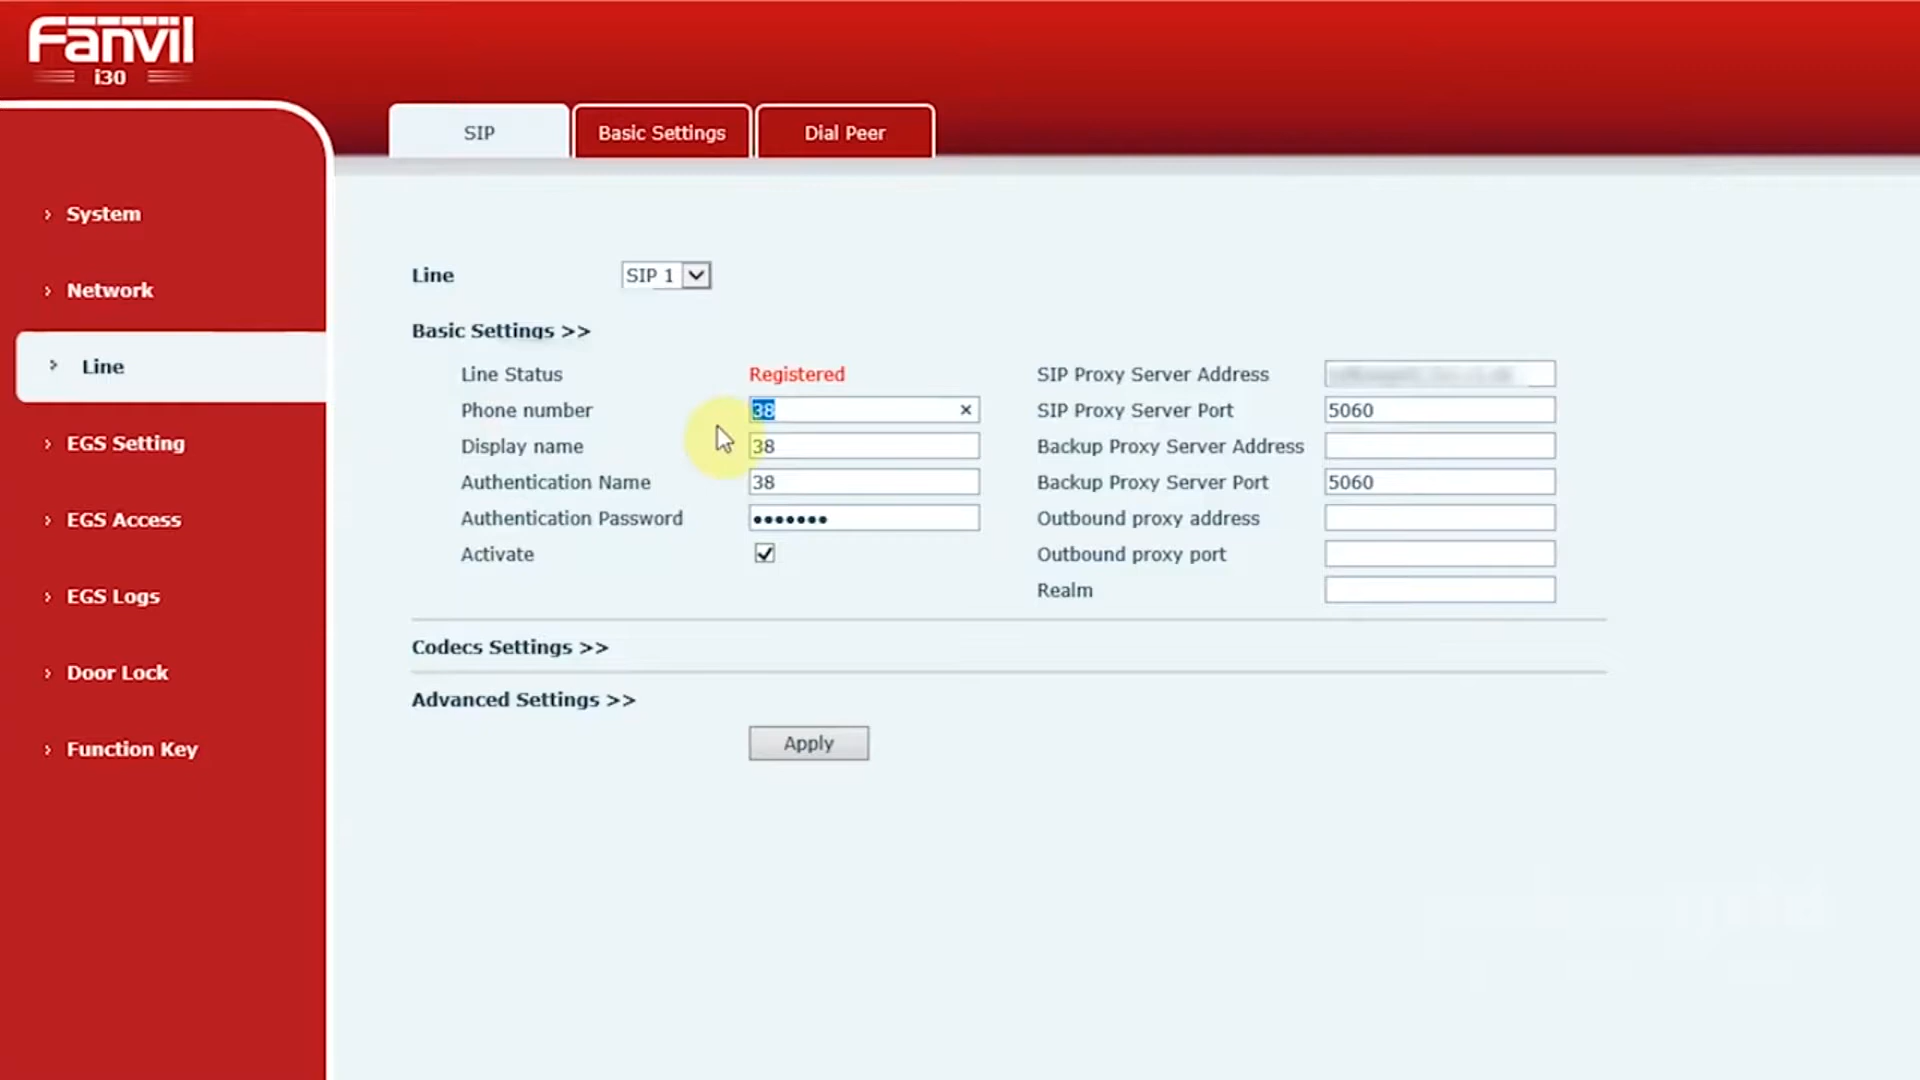 Fanvil
i30
SIP
Basic Settings
Dial Peer
System
Network
Line
EGS Setting
EGS Access
EGS Logs
Door Lock
Function Key
Line
SIP 1
Basic Settings >>
Line Status
Registered
Phone number
38
×
Display name
38
Authentication Name
38
Authentication Password
•••••••
Activate
SIP Proxy Server Address
SIP Proxy Server Port
5060
Backup Proxy Server Address
Backup Proxy Server Port
5060
Outbound proxy address
Outbound proxy port
Realm
Codecs Settings >>
Advanced Settings >>
Apply